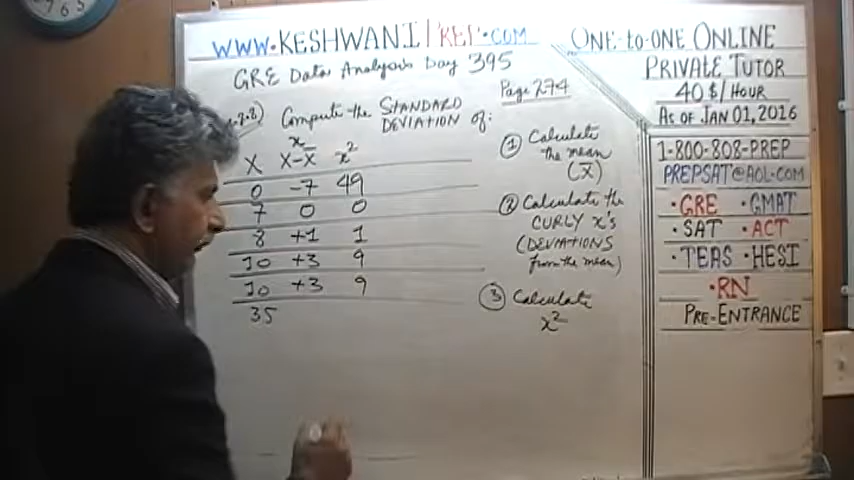 WWW.KESHWANI PREP.COM
GRE Data Analysis Day 395
Page 274
Compute the STANDARD
DEVIATION of:
x
X X-X̄ x²
0 -7 49
7 0 0
8 +1 1
10 +3 9
10 +3 9
35
① Calculate
the mean
(X̄)
② Calculate the
CURLY x's
(DEVIATIONS
from the mean)
③ Calculate
x²
ONE-to-ONE ONLINE
PRIVATE TUTOR
40$/HOUR
AS OF JAN 01, 2016
1-800-808-PREP
PREPSAT@AOL.COM
•GRE •GMAT
•SAT •ACT
•TEAS •HESI
•RN
PRE-ENTRANCE
6
5